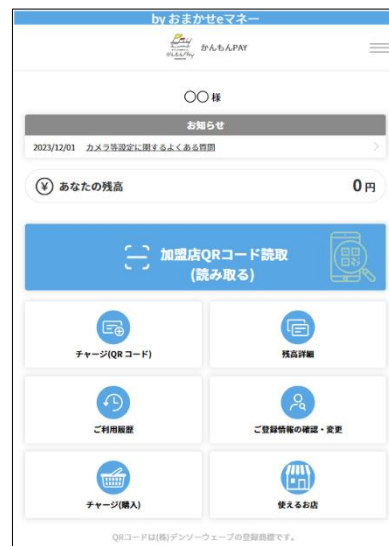 by おまかせeマネー
かんもんPAY
〇〇 様
お知らせ
2023/12/01 カメラ等設定に関するよくある質問
¥ あなたの残高 0 円
加盟店QRコード読取
(読み取る)
チャージ(QR コード) 残高詳細
ご利用履歴 ご登録情報の確認・変更
チャージ(購入) 使えるお店
QRコードは(株)デンソーウェーブの登録商標です。